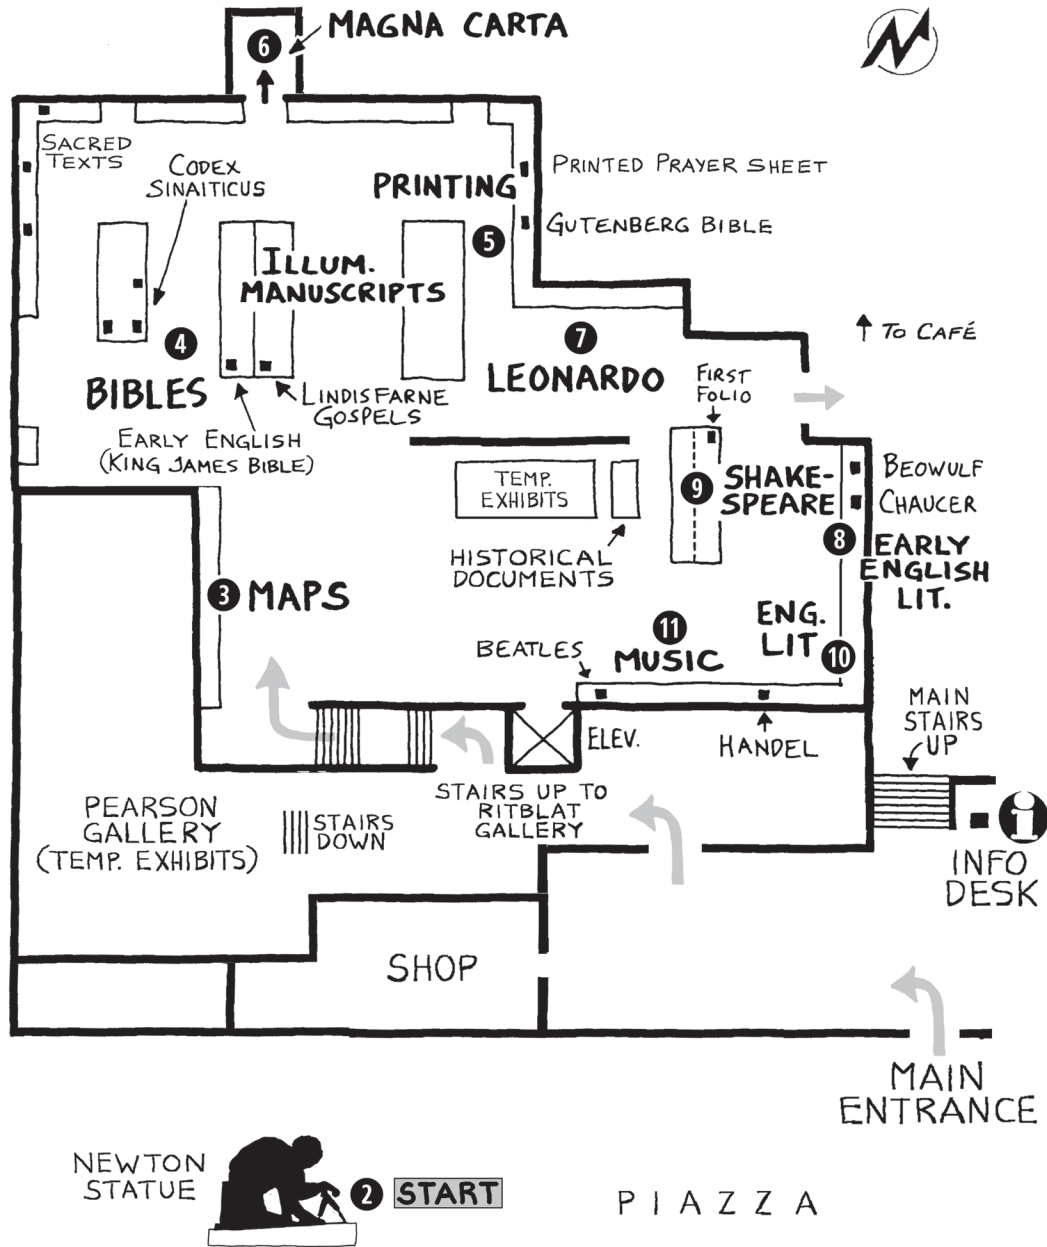 6
MAGNA CARTA
N
SACRED
TEXTS
CODEX
SINAITICUS
PRINTING
PRINTED PRAYER SHEET
5
GUTENBERG BIBLE
ILLUM.
MANUSCRIPTS
4
BIBLES
7
LEONARDO
TO CAFÉ
FIRST
FOLIO
LINDISFARNE
GOSPELS
EARLY ENGLISH
(KING JAMES BIBLE)
TEMP.
EXHIBITS
9
SHAKE-
SPEARE
BEOWULF
CHAUCER
8
EARLY
ENGLISH
LIT.
HISTORICAL
DOCUMENTS
3
MAPS
ENG.
LIT
10
11
MUSIC
BEATLES
ELEV.
HANDEL
MAIN
STAIRS
UP
STAIRS UP TO
RITBLAT
GALLERY
PEARSON
GALLERY
(TEMP. EXHIBITS)
STAIRS
DOWN
i
INFO
DESK
SHOP
MAIN
ENTRANCE
NEWTON
STATUE
2
START
PIAZZA